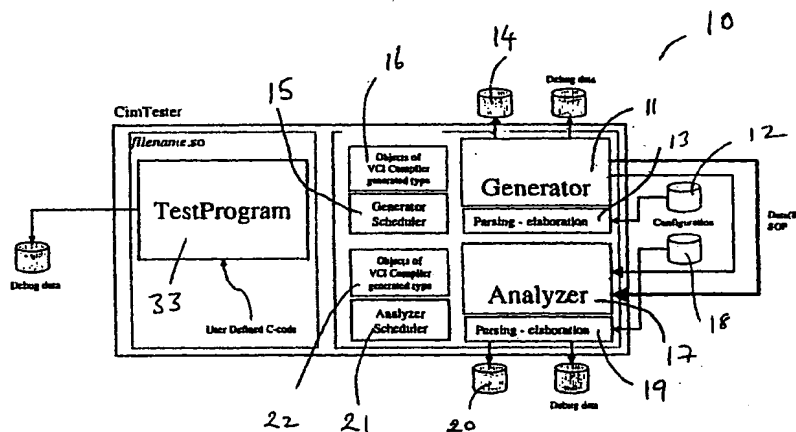 10
14
16
15
Debug data
11
13
12
CimTester
filename.so
Objects of
VCI Compiler
generated type
Generator
Scheduler
Generator
Parsing - elaboration
Configuration
TestProgram
Debug data
33
User Defined C-code
Objects of
VCI Compiler
generated type
Analyzer
Scheduler
Analyzer
Parsing - elaboration
SOP
18
17
19
22
21
20
Debug data